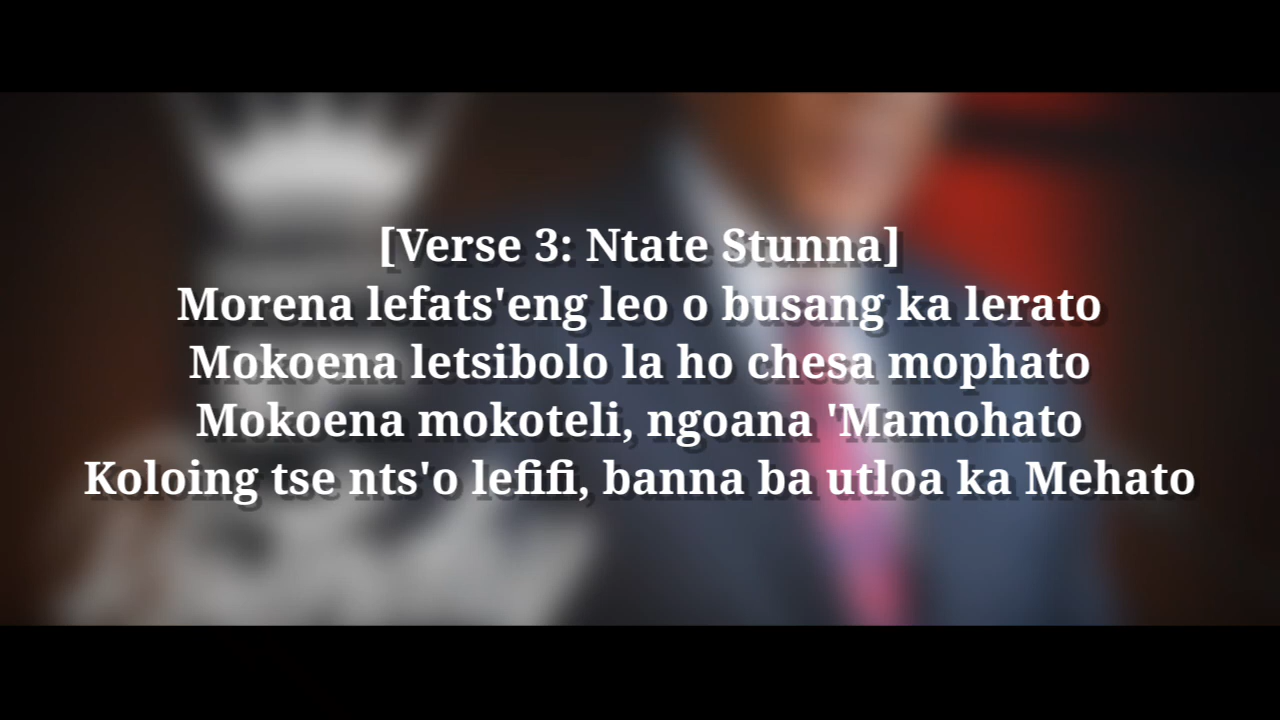 [Verse 3: Ntate Stunna]
Morena lefats'eng leo o busang ka lerato
Mokoena letsibolo la ho chesa mophato
Mokoena mokoteli, ngoana 'Mamohato
Koloing tse nts'o lefifi, banna ba utloa ka Mehato